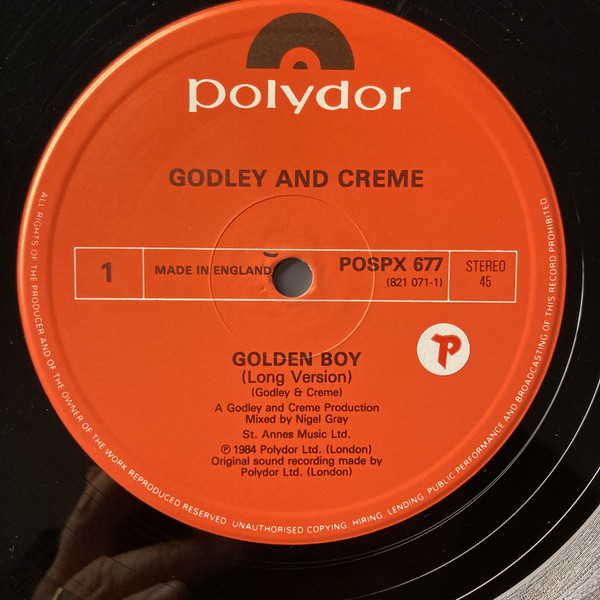 polydor
GODLEY AND CREME
1
MADE IN ENGLAND
POSPX 677
(821 071-1)
STEREO
45
GOLDEN BOY
(Long Version)
(Godley & Creme)
A Godley and Creme Production
Mixed by Nigel Gray
St. Annes Music Ltd.
℗ 1984 Polydor Ltd. (London)
Original sound recording made by
Polydor Ltd. (London)
P
ALL RIGHTS OF THE PRODUCER AND OF THE OWNER OF THE WORK REPRODUCED RESERVED. UNAUTHORISED COPYING, HIRING, LENDING, PUBLIC PERFORMANCE AND BROADCASTING OF THIS RECORD PROHIBITED